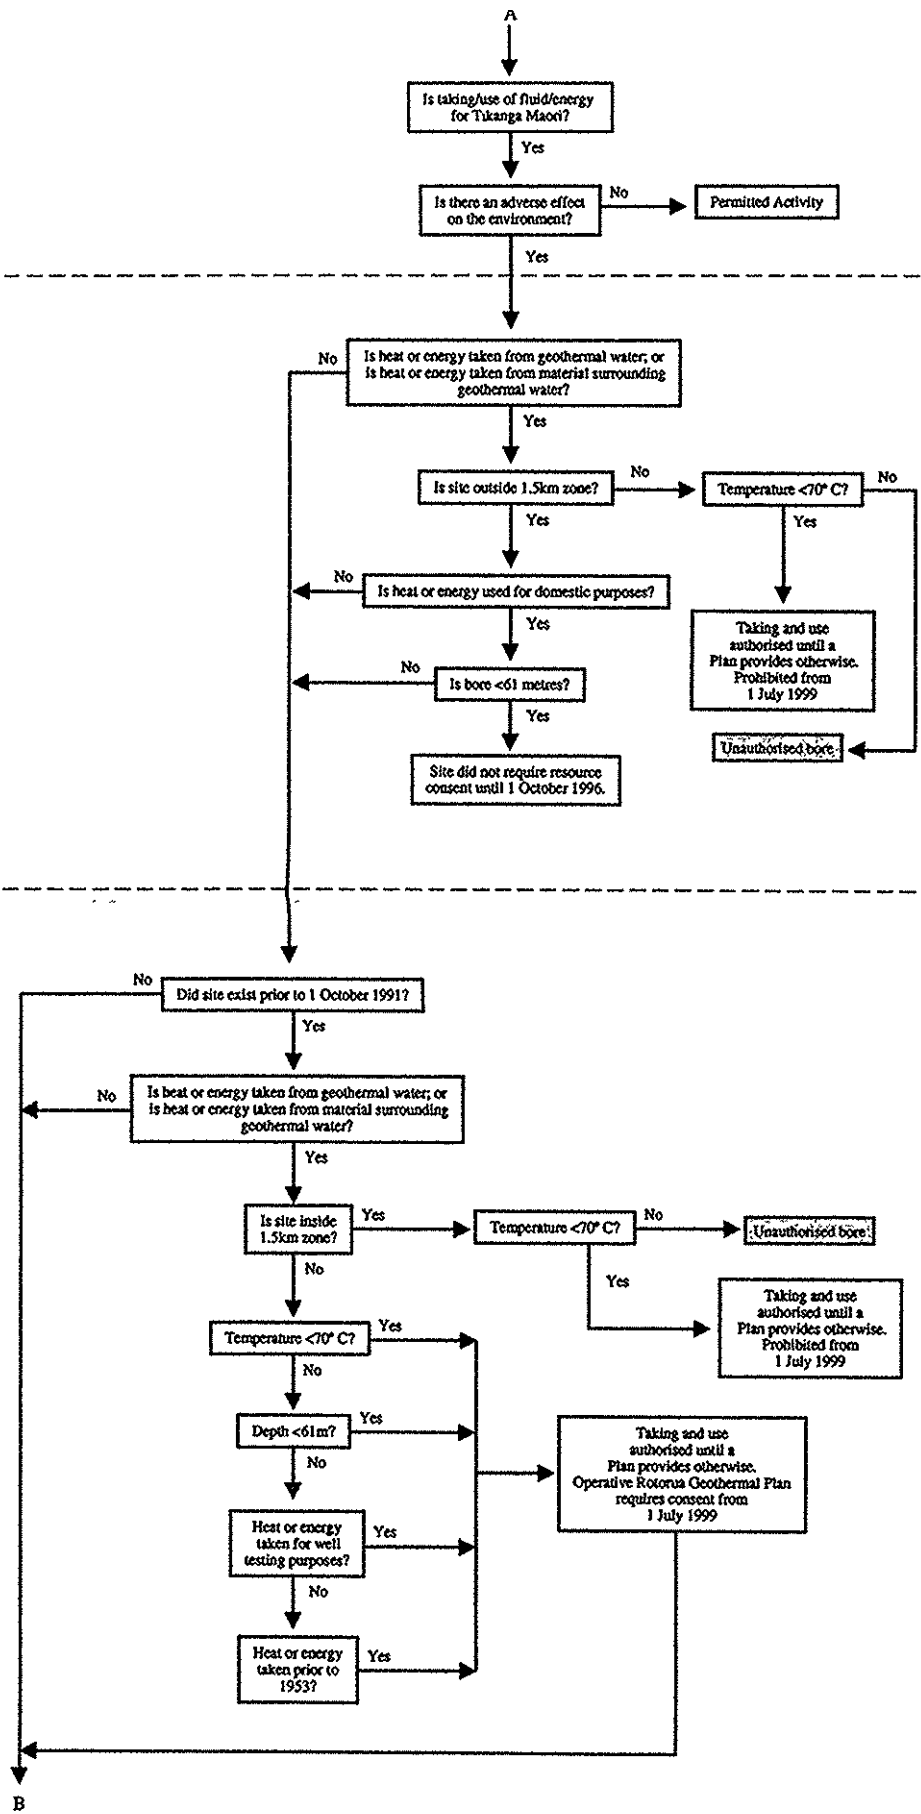 A
Is taking/use of fluid/energy
for Tikanga Maori?
Yes
Is there an adverse effect
on the environment?
No
Permitted Activity
Yes
Is heat or energy taken from geothermal water; or
is heat or energy taken from material surrounding
geothermal water?
No
Yes
Is site outside 1.5km zone?
No
Temperature <70° C?
No
Yes
Yes
Is heat or energy used for domestic purposes?
No
Taking and use
authorised until a
Plan provides otherwise.
Prohibited from
1 July 1999
Yes
Is bore <61 metres?
No
Yes
Unauthorised bore
Site did not require resource
consent until 1 October 1996.
Did site exist prior to 1 October 1991?
No
Yes
Is heat or energy taken from geothermal water; or
is heat or energy taken from material surrounding
geothermal water?
No
Yes
Is site inside
1.5km zone?
Yes
Temperature <70° C?
No
Unauthorised bore
No
Yes
Taking and use
authorised until a
Plan provides otherwise.
Prohibited from
1 July 1999
Temperature <70° C?
Yes
No
Depth <61m?
Yes
No
Taking and use
authorised until a
Plan provides otherwise.
Operative Rotorua Geothermal Plan
requires consent from
1 July 1999
Heat or energy
taken for well
testing purposes?
Yes
No
Heat or energy
taken prior to
1953?
Yes
B